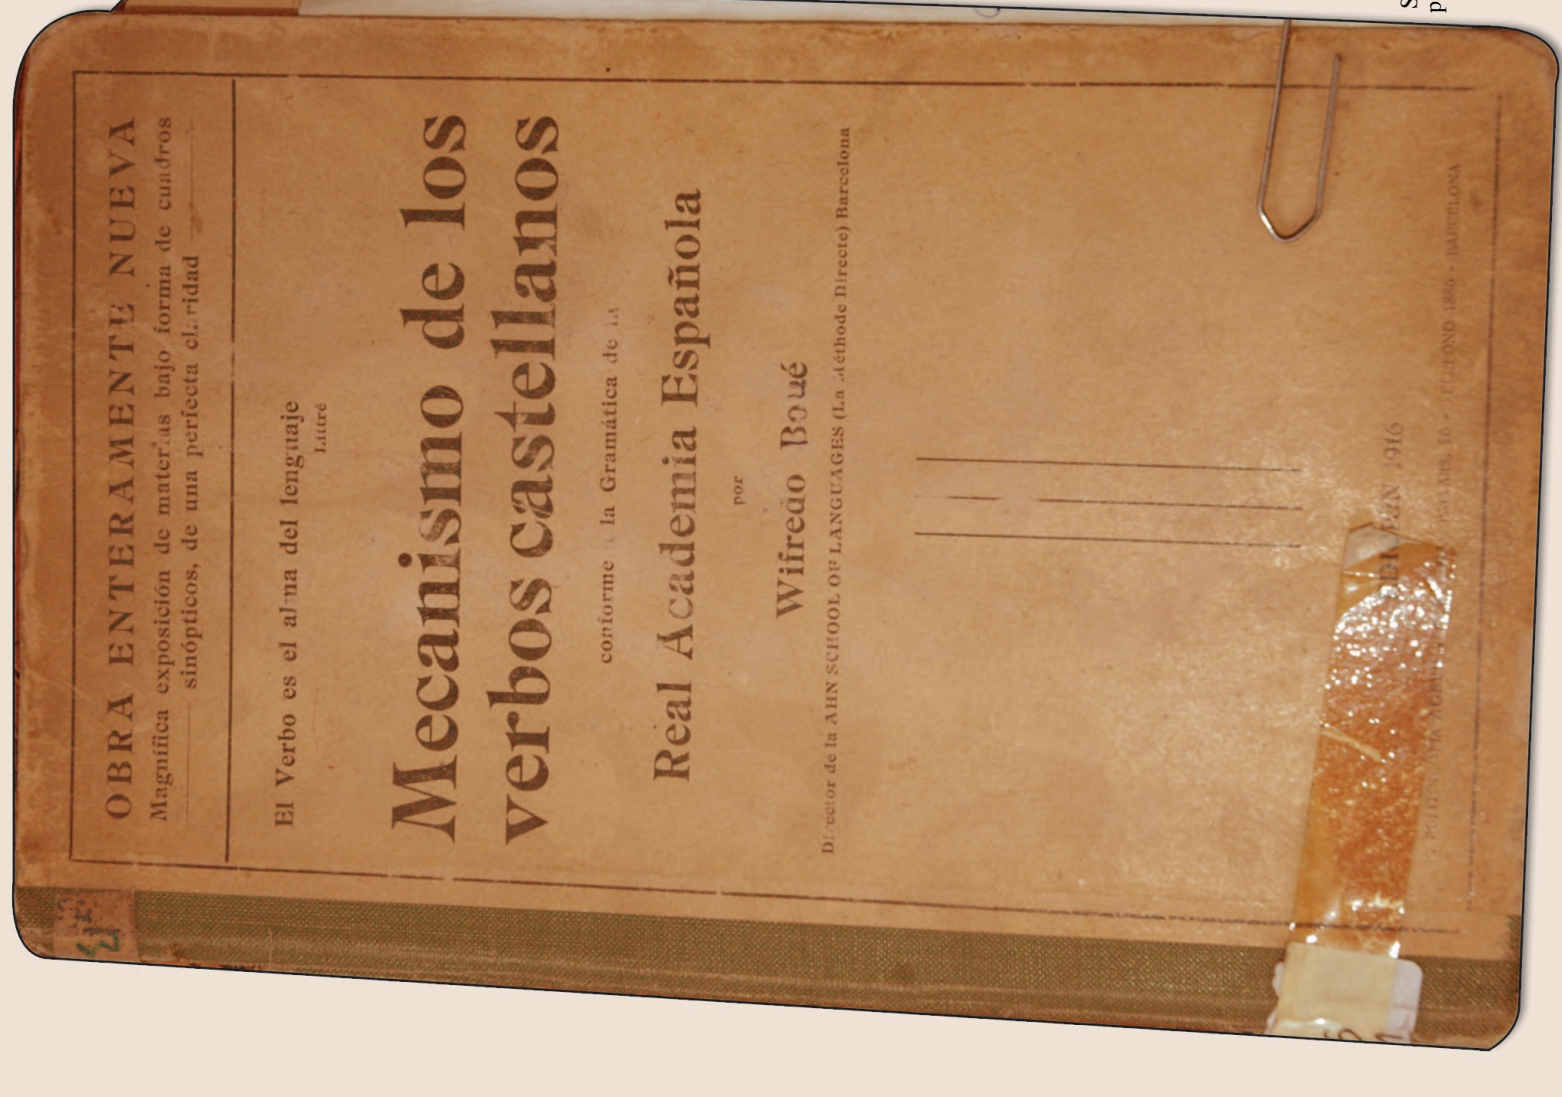 OBRA ENTERAMENTE NUEVA
Magnífica exposición de materias bajo forma de cuadros
sinópticos, de una perfecta claridad
El Verbo es el alma del lenguaje
Littré
Mecanismo de los
verbos castellanos
conforme a la Gramática de la
Real Academia Española
por
Wifredo Boué
Director de la AHN SCHOOL OF LANGUAGES (La Méthode Directe) Barcelona
1916
TELÉFONO 1886 - BARCELONA